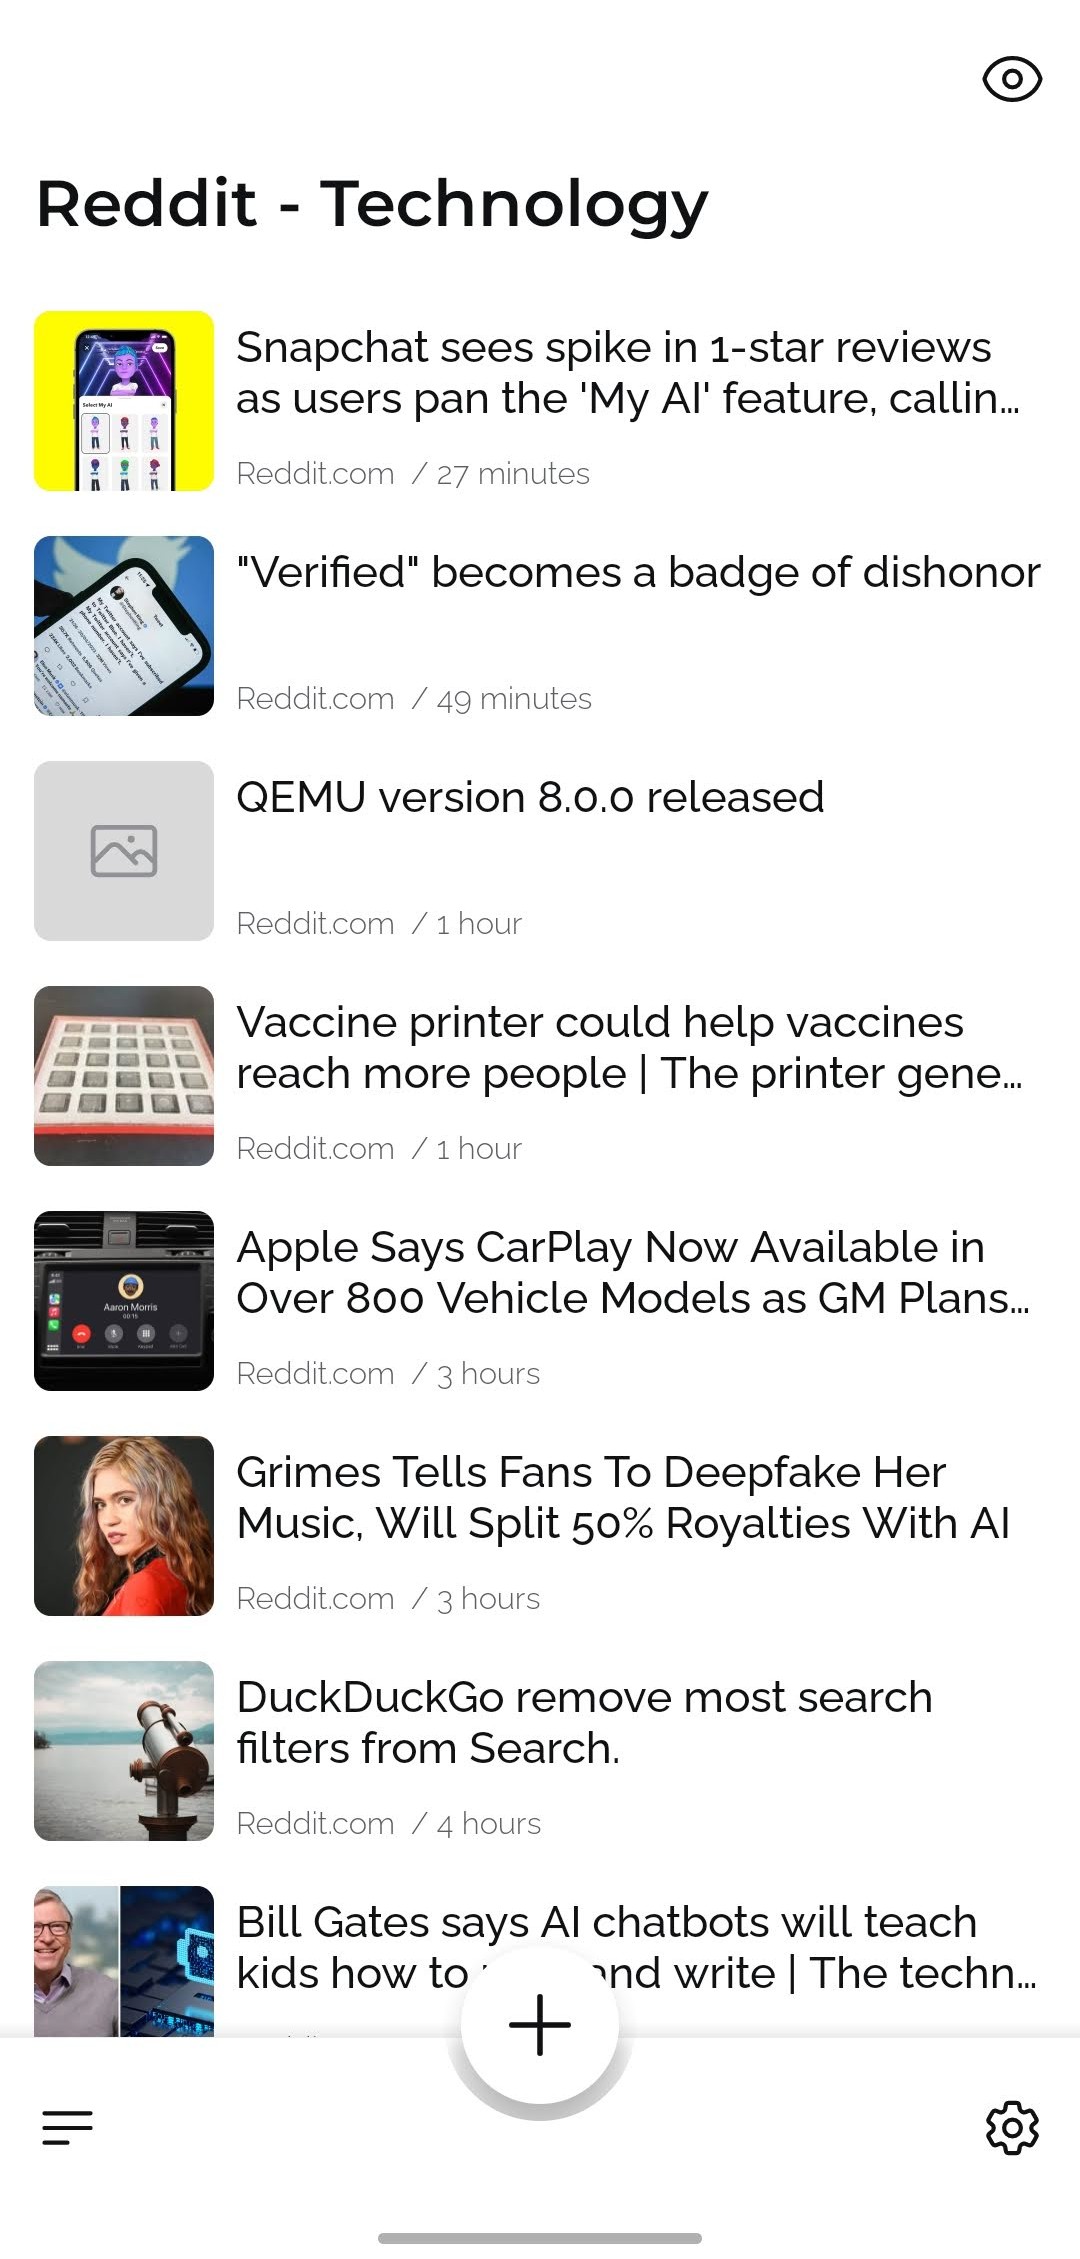 Reddit - Technology
Snapchat sees spike in 1-star reviews
as users pan the 'My AI' feature, callin…
Reddit.com / 27 minutes
"Verified" becomes a badge of dishonor
Reddit.com / 49 minutes
QEMU version 8.0.0 released
Reddit.com / 1 hour
Vaccine printer could help vaccines
reach more people | The printer gene…
Reddit.com / 1 hour
Aaron Morris
Apple Says CarPlay Now Available in
Over 800 Vehicle Models as GM Plans…
Reddit.com / 3 hours
Grimes Tells Fans To Deepfake Her
Music, Will Split 50% Royalties With AI
Reddit.com / 3 hours
DuckDuckGo remove most search
filters from Search.
Reddit.com / 4 hours
Bill Gates says AI chatbots will teach
kids how to and write | The techn…